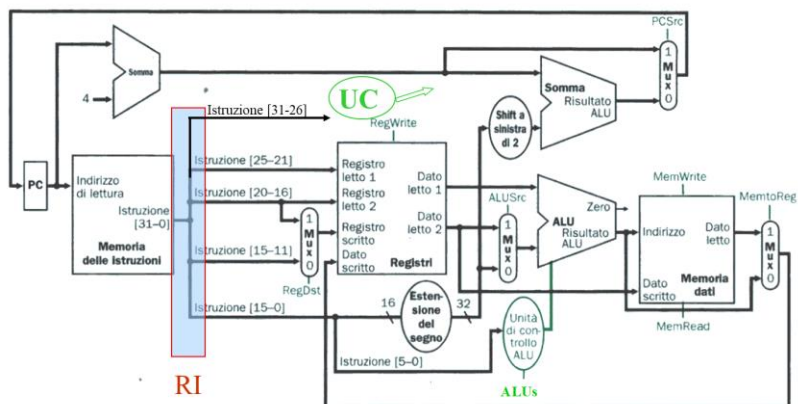 PCSrc
1
Mux
0
Somma
4
Somma
Risultato
ALU
Shift a
sinistra
di 2
Istruzione [31-26]
UC
RegWrite
PC
Indirizzo
di lettura
Istruzione
[31–0]
Memoria
delle istruzioni
Istruzione [25–21]
Istruzione [20–16]
Istruzione [15–11]
Istruzione [15–0]
1
Mux
0
RegDst
Registro
letto 1
Registro
letto 2
Registro
scritto
Dato
scritto
Dato
letto 1
Dato
letto 2
Registri
ALUSrc
1
Mux
0
Zero
ALU
Risultato
ALU
MemWrite
Indirizzo
Dato
letto
Dato
scritto
Memoria
dati
MemRead
MemtoReg
1
Mux
0
16
Esten-
sione del
segno
32
Istruzione [5–0]
Unità
di con-
trollo
ALU
RI
ALUs